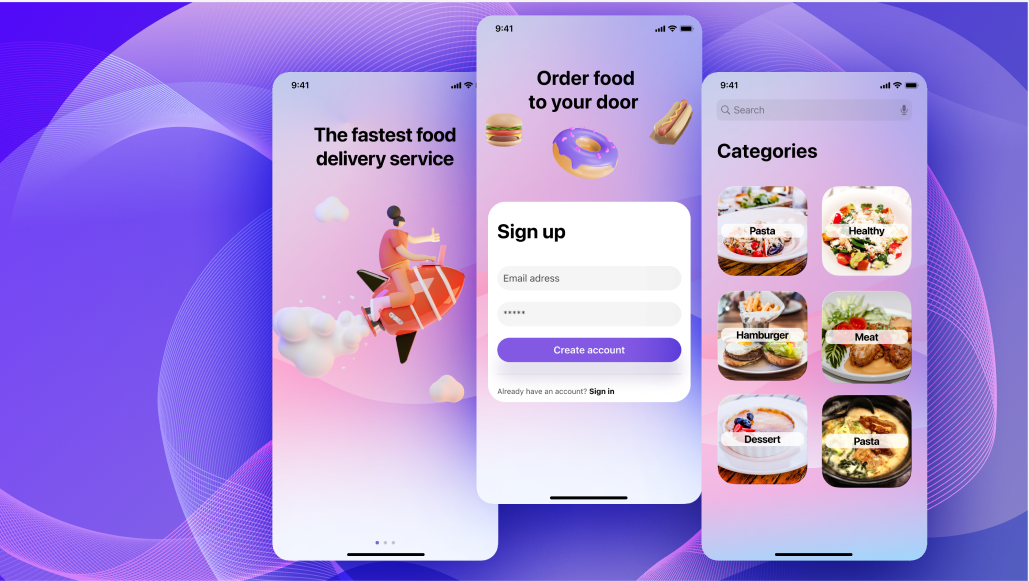 9:41
The fastest food
delivery service
9:41
Order food
to your door
Sign up
Email adress
*****
Create account
Already have an account? Sign in
9:41
Search
Categories
Pasta
Healthy
Hamburger
Meat
Dessert
Pasta